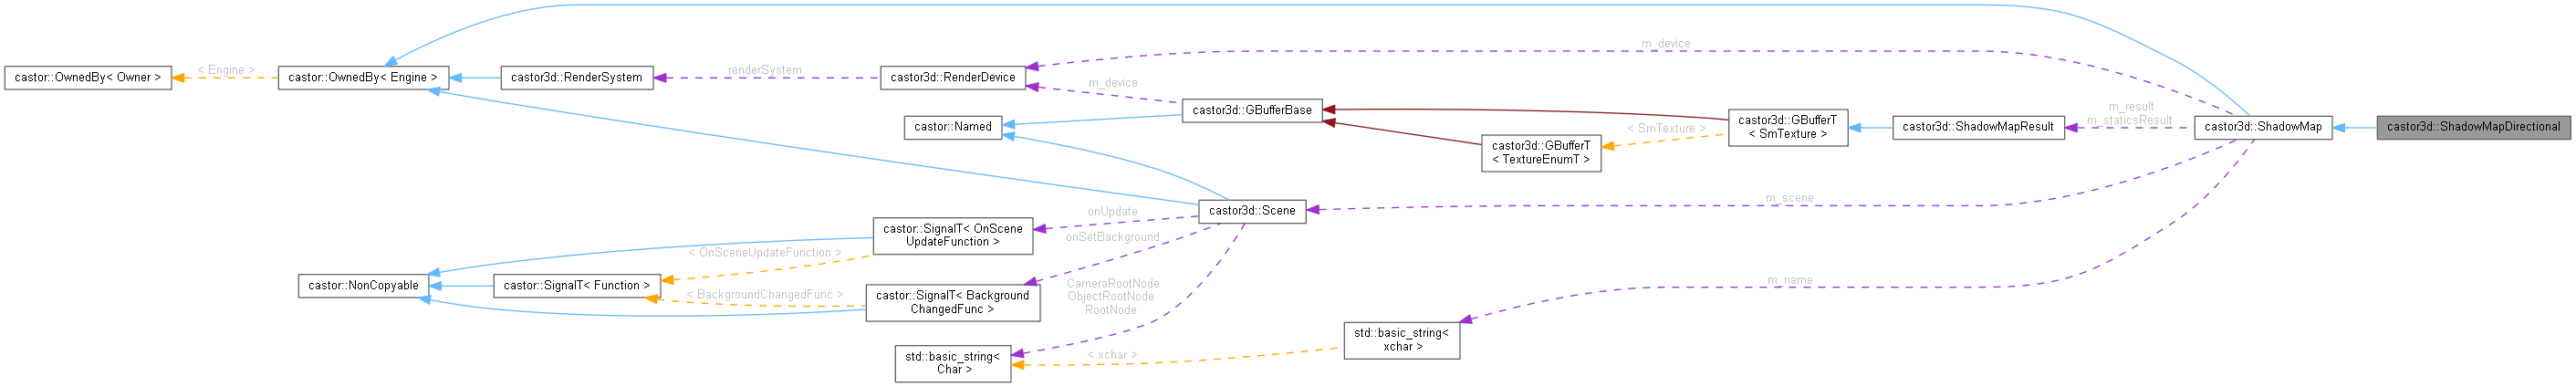 m_device
castor::OwnedBy< Owner >
< Engine >
castor::OwnedBy< Engine >
castor3d::RenderSystem
renderSystem
castor3d::RenderDevice
m_device
castor3d::GBufferBase
castor::Named
castor3d::GBufferT
< SmTexture >
< SmTexture >
castor3d::GBufferT
< TextureEnumT >
castor3d::ShadowMapResult
m_result
m_staticsResult
castor3d::ShadowMap
castor3d::ShadowMapDirectional
m_scene
castor3d::Scene
onUpdate
castor::SignalT< OnScene
UpdateFunction >
onSetBackground
< OnSceneUpdateFunction >
castor::NonCopyable
castor::SignalT< Function >
< BackgroundChangedFunc >
castor::SignalT< Background
ChangedFunc >
CameraRootNode
ObjectRootNode
RootNode
m_name
std::basic_string<
xchar >
< xchar >
std::basic_string<
Char >